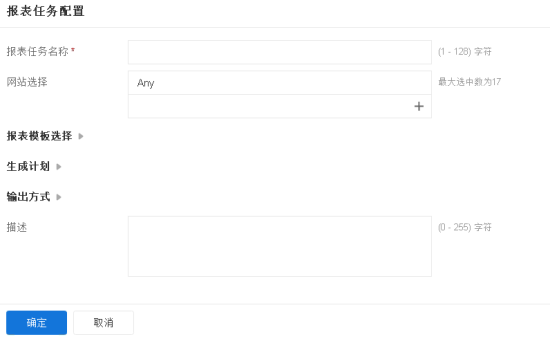 报表任务配置
报表任务名称 * (1 - 128) 字符
网站选择 Any 最大选中数为17
+
报表模板选择
生成计划
输出方式
描述 (0 - 255) 字符
确定 取消